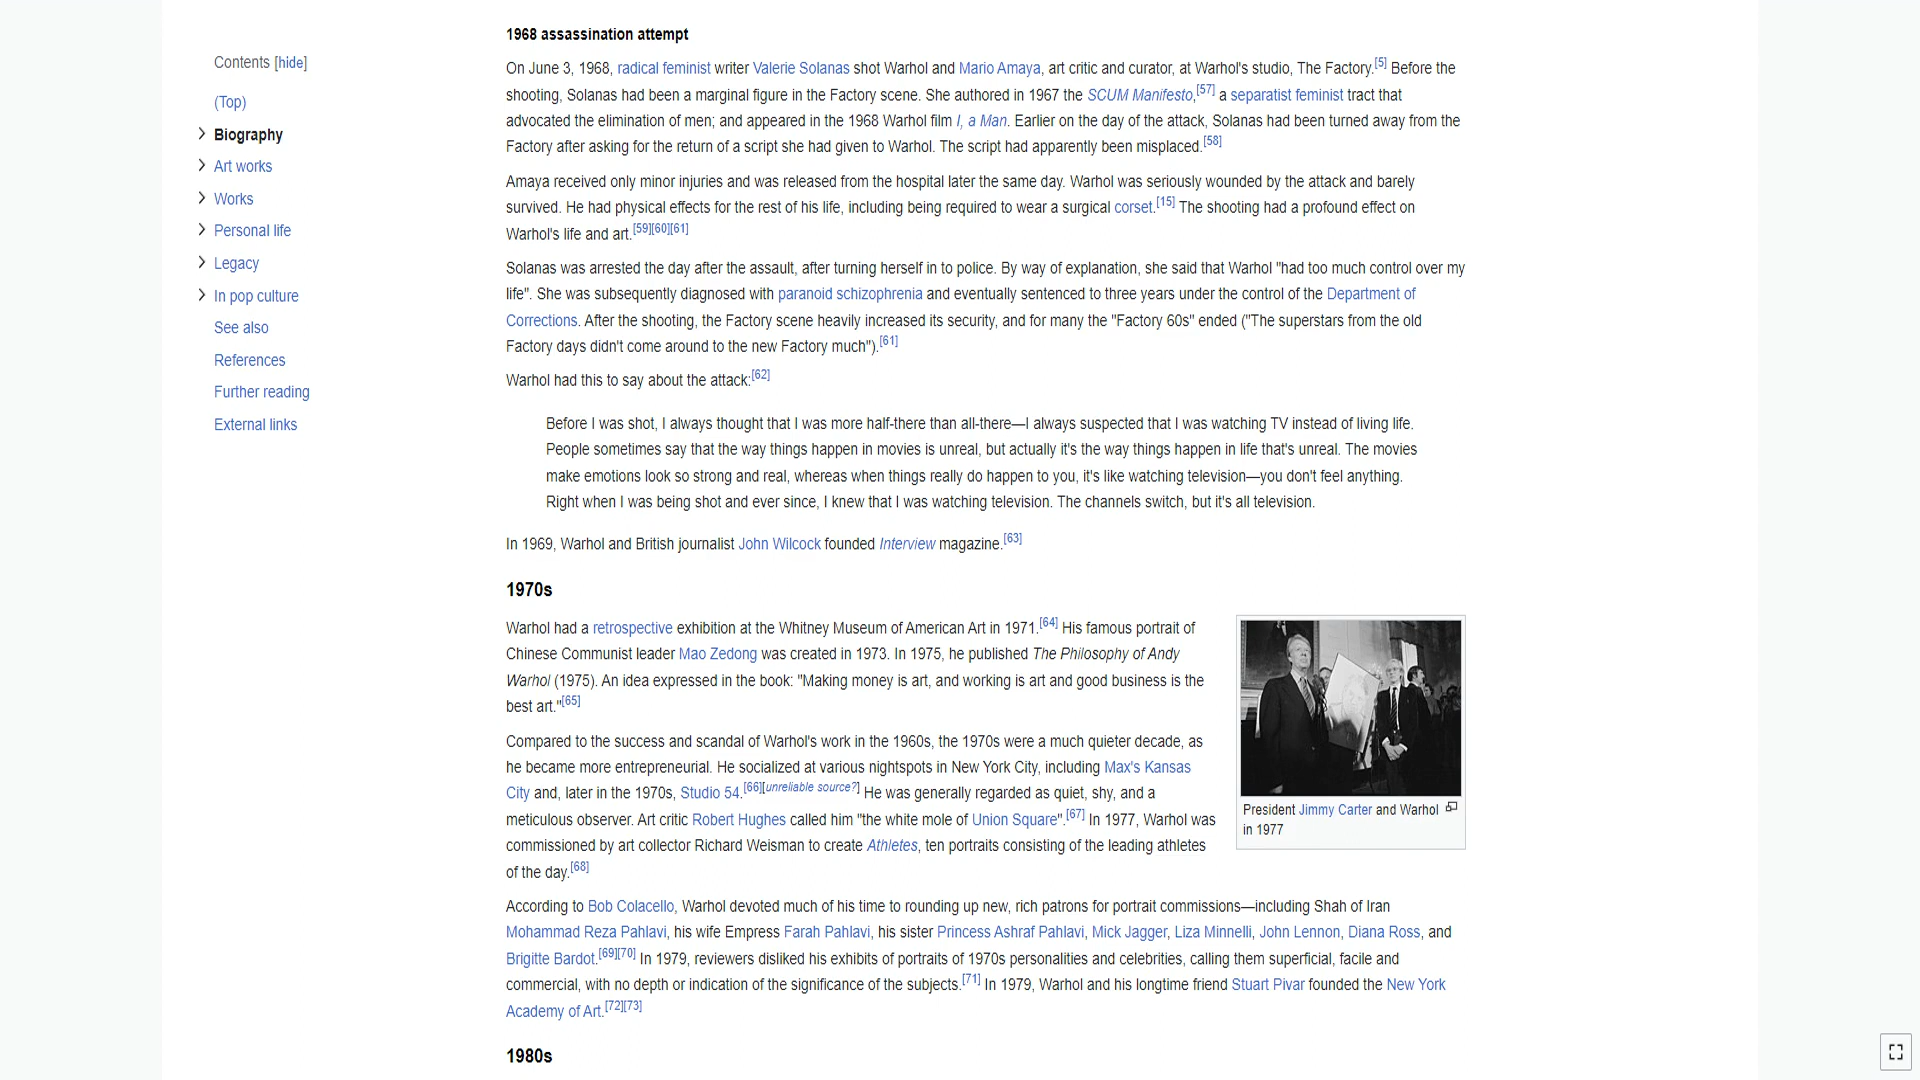 Contents [hide]
(Top)
Biography
Art works
Works
Personal life
Legacy
In pop culture
See also
References
Further reading
External links
1968 assassination attempt
On June 3, 1968, radical feminist writer Valerie Solanas shot Warhol and Mario Amaya, art critic and curator, at Warhol's studio, The Factory.[5] Before the
shooting, Solanas had been a marginal figure in the Factory scene. She authored in 1967 the SCUM Manifesto,[57] a separatist feminist tract that
advocated the elimination of men; and appeared in the 1968 Warhol film I, a Man. Earlier on the day of the attack, Solanas had been turned away from the
Factory after asking for the return of a script she had given to Warhol. The script had apparently been misplaced.[58]
Amaya received only minor injuries and was released from the hospital later the same day. Warhol was seriously wounded by the attack and barely
survived. He had physical effects for the rest of his life, including being required to wear a surgical corset.[15] The shooting had a profound effect on
Warhol's life and art.[59][60][61]
Solanas was arrested the day after the assault, after turning herself in to police. By way of explanation, she said that Warhol "had too much control over my
life". She was subsequently diagnosed with paranoid schizophrenia and eventually sentenced to three years under the control of the Department of
Corrections. After the shooting, the Factory scene heavily increased its security, and for many the "Factory 60s" ended ("The superstars from the old
Factory days didn't come around to the new Factory much").[61]
Warhol had this to say about the attack:[62]
Before I was shot, I always thought that I was more half-there than all-there—I always suspected that I was watching TV instead of living life.
People sometimes say that the way things happen in movies is unreal, but actually it's the way things happen in life that's unreal. The movies
make emotions look so strong and real, whereas when things really do happen to you, it's like watching television—you don't feel anything.
Right when I was being shot and ever since, I knew that I was watching television. The channels switch, but it's all television.
In 1969, Warhol and British journalist John Wilcock founded Interview magazine.[63]
1970s
Warhol had a retrospective exhibition at the Whitney Museum of American Art in 1971.[64] His famous portrait of
Chinese Communist leader Mao Zedong was created in 1973. In 1975, he published The Philosophy of Andy
Warhol (1975). An idea expressed in the book: "Making money is art, and working is art and good business is the
best art."[65]
Compared to the success and scandal of Warhol's work in the 1960s, the 1970s were a much quieter decade, as
he became more entrepreneurial. He socialized at various nightspots in New York City, including Max's Kansas
City and, later in the 1970s, Studio 54.[66][unreliable source?] He was generally regarded as quiet, shy, and a
meticulous observer. Art critic Robert Hughes called him "the white mole of Union Square".[67] In 1977, Warhol was
commissioned by art collector Richard Weisman to create Athletes, ten portraits consisting of the leading athletes
of the day.[68]
President Jimmy Carter and Warhol
in 1977
According to Bob Colacello, Warhol devoted much of his time to rounding up new, rich patrons for portrait commissions—including Shah of Iran
Mohammad Reza Pahlavi, his wife Empress Farah Pahlavi, his sister Princess Ashraf Pahlavi, Mick Jagger, Liza Minnelli, John Lennon, Diana Ross, and
Brigitte Bardot.[69][70] In 1979, reviewers disliked his exhibits of portraits of 1970s personalities and celebrities, calling them superficial, facile and
commercial, with no depth or indication of the significance of the subjects.[71] In 1979, Warhol and his longtime friend Stuart Pivar founded the New York
Academy of Art.[72][73]
1980s